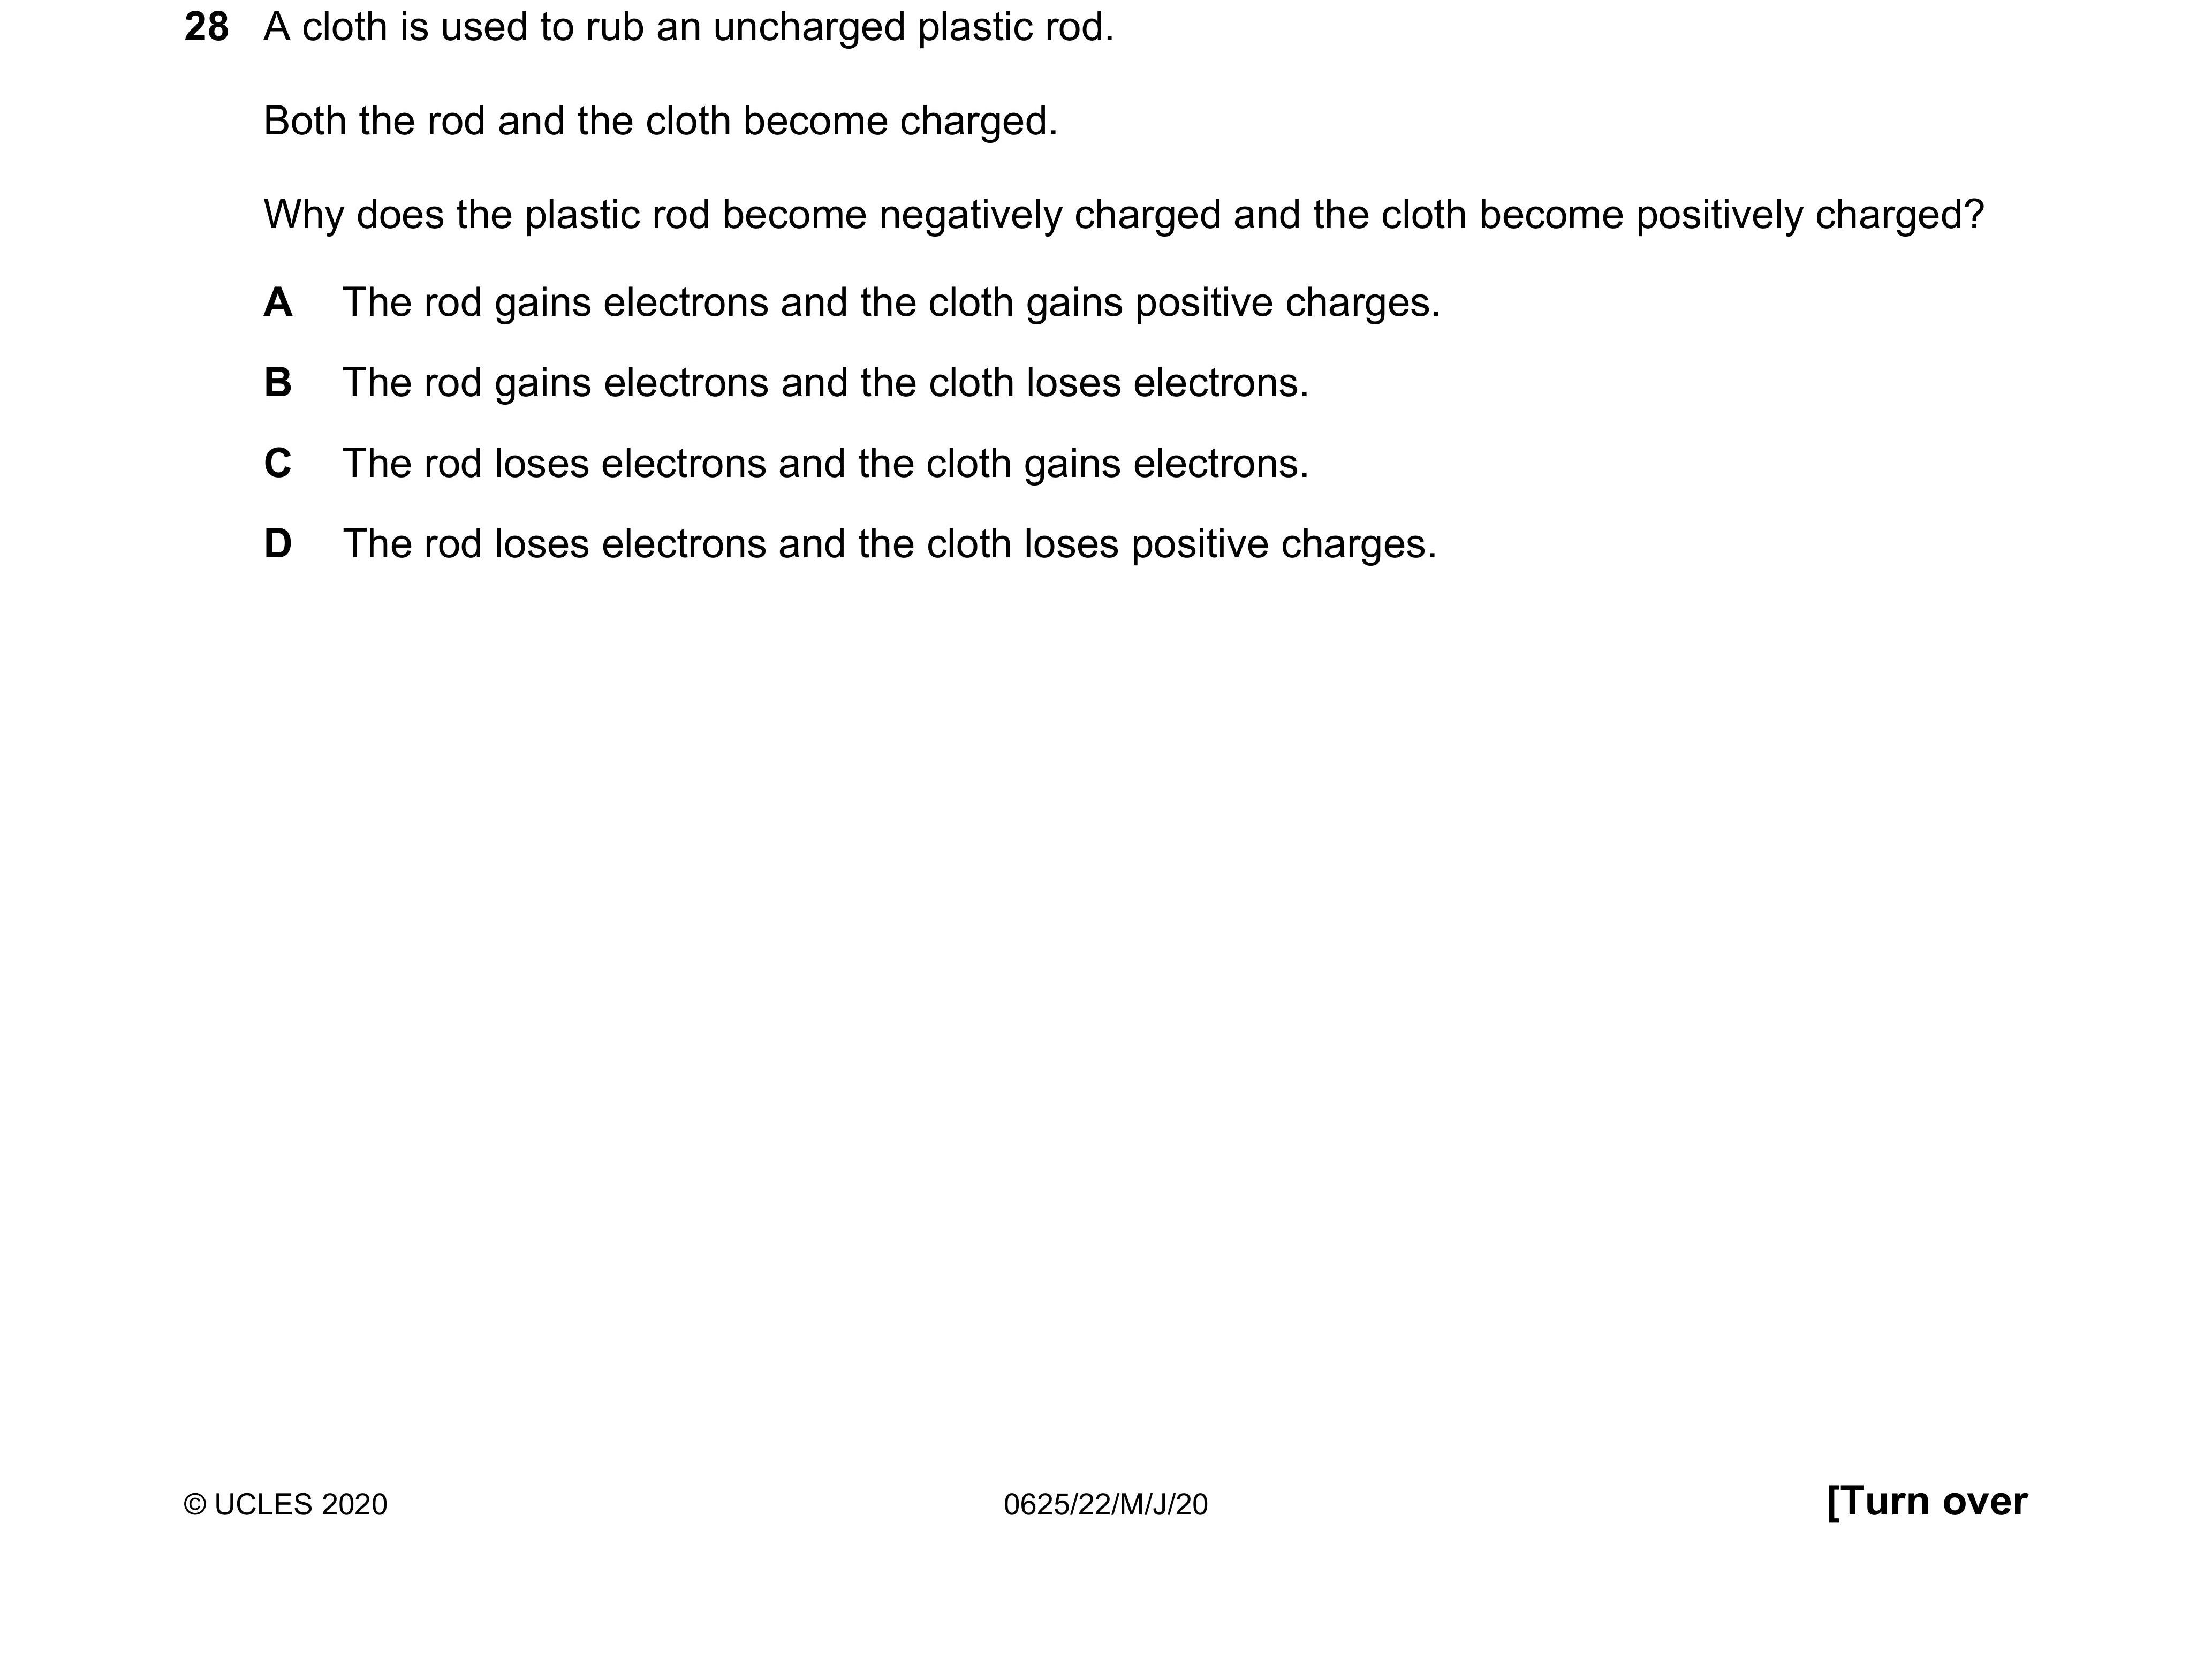 28 A cloth is used to rub an uncharged plastic rod.
Both the rod and the cloth become charged.
Why does the plastic rod become negatively charged and the cloth become positively charged?
A The rod gains electrons and the cloth gains positive charges.
B The rod gains electrons and the cloth loses electrons.
C The rod loses electrons and the cloth gains electrons.
D The rod loses electrons and the cloth loses positive charges.
© UCLES 2020 0625/22/M/J/20 [Turn over